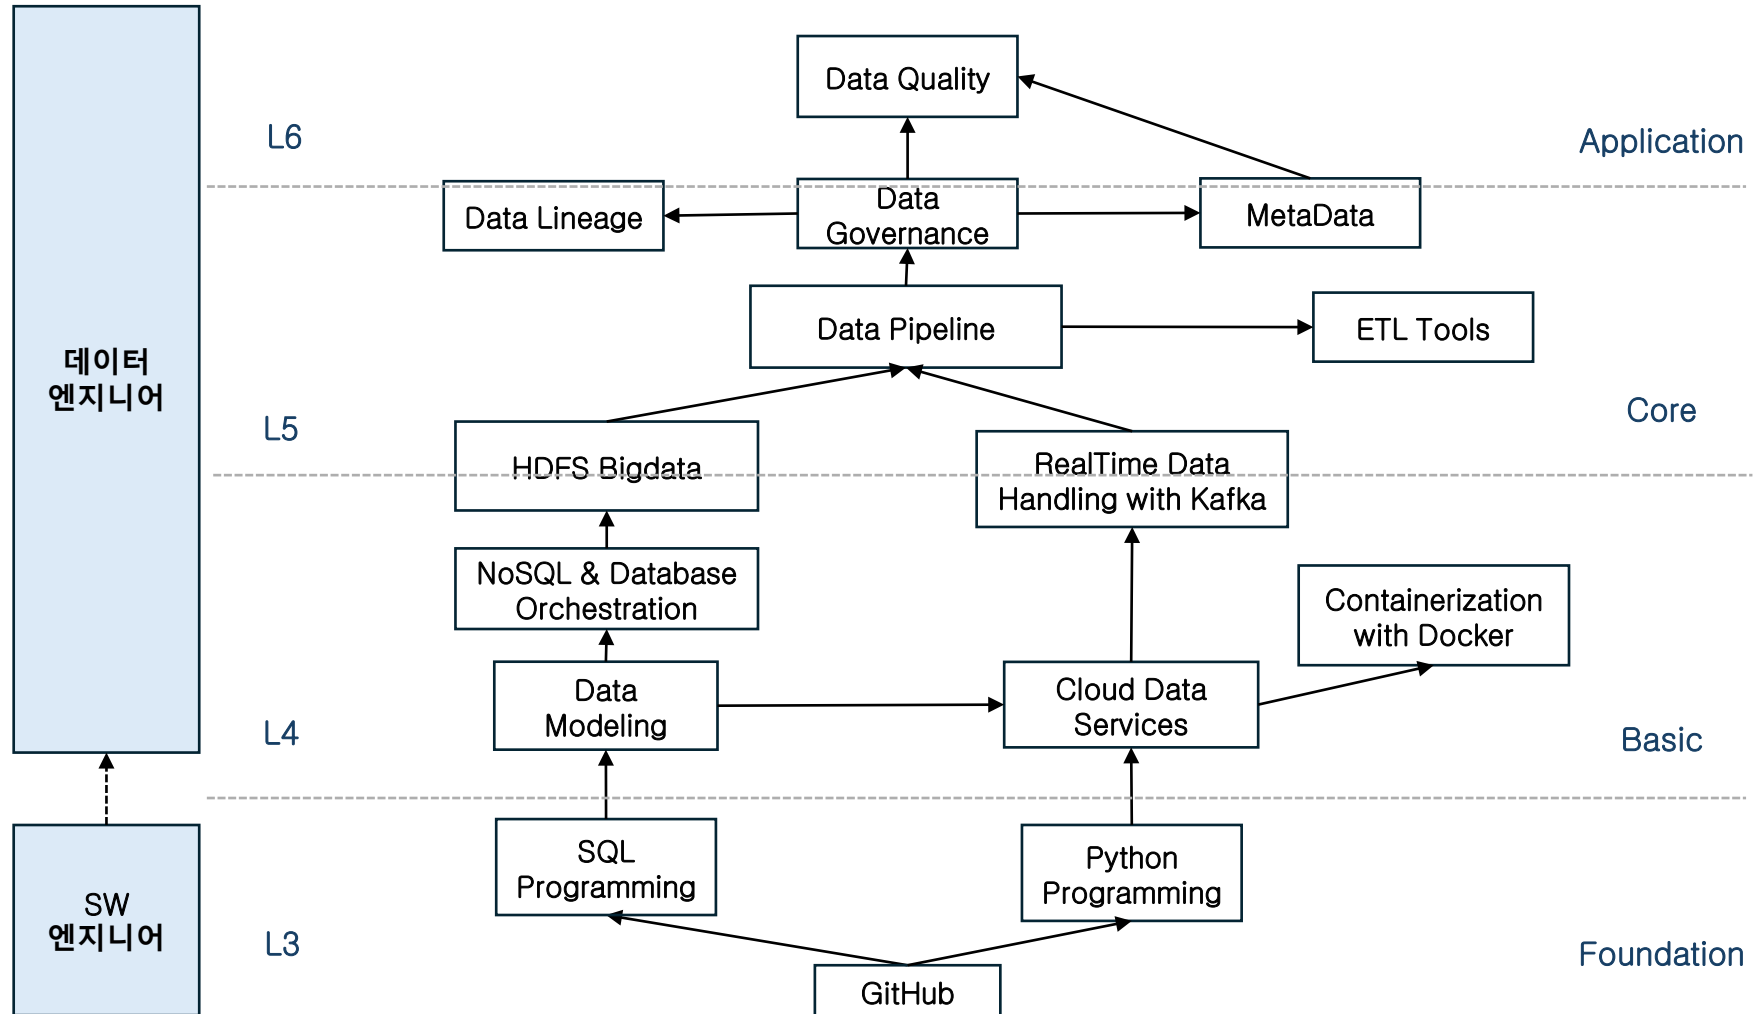 Data Quality
L6
Application
Data Lineage
Data
Governance
MetaData
Data Pipeline
ETL Tools
데이터
엔지니어
L5
Core
HDFS Bigdata
RealTime Data
Handling with Kafka
NoSQL & Database
Orchestration
Containerization
with Docker
Data
Modeling
Cloud Data
Services
L4
Basic
SQL
Programming
Python
Programming
SW
엔지니어
L3
Foundation
GitHub